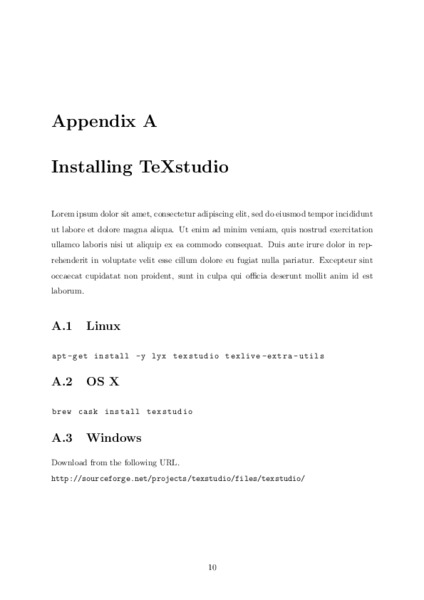 Appendix A
Installing TeXstudio
Lorem ipsum dolor sit amet, consectetur adipiscing elit, sed do eiusmod tempor incididunt
ut labore et dolore magna aliqua. Ut enim ad minim veniam, quis nostrud exercitation
ullamco laboris nisi ut aliquip ex ea commodo consequat. Duis aute irure dolor in rep-
rehenderit in voluptate velit esse cillum dolore eu fugiat nulla pariatur. Excepteur sint
occaecat cupidatat non proident, sunt in culpa qui officia deserunt mollit anim id est
laborum.
A.1 Linux
apt-get install -y lyx texstudio texlive-extra-utils
A.2 OS X
brew cask install texstudio
A.3 Windows
Download from the following URL.
http://sourceforge.net/projects/texstudio/files/texstudio/
10